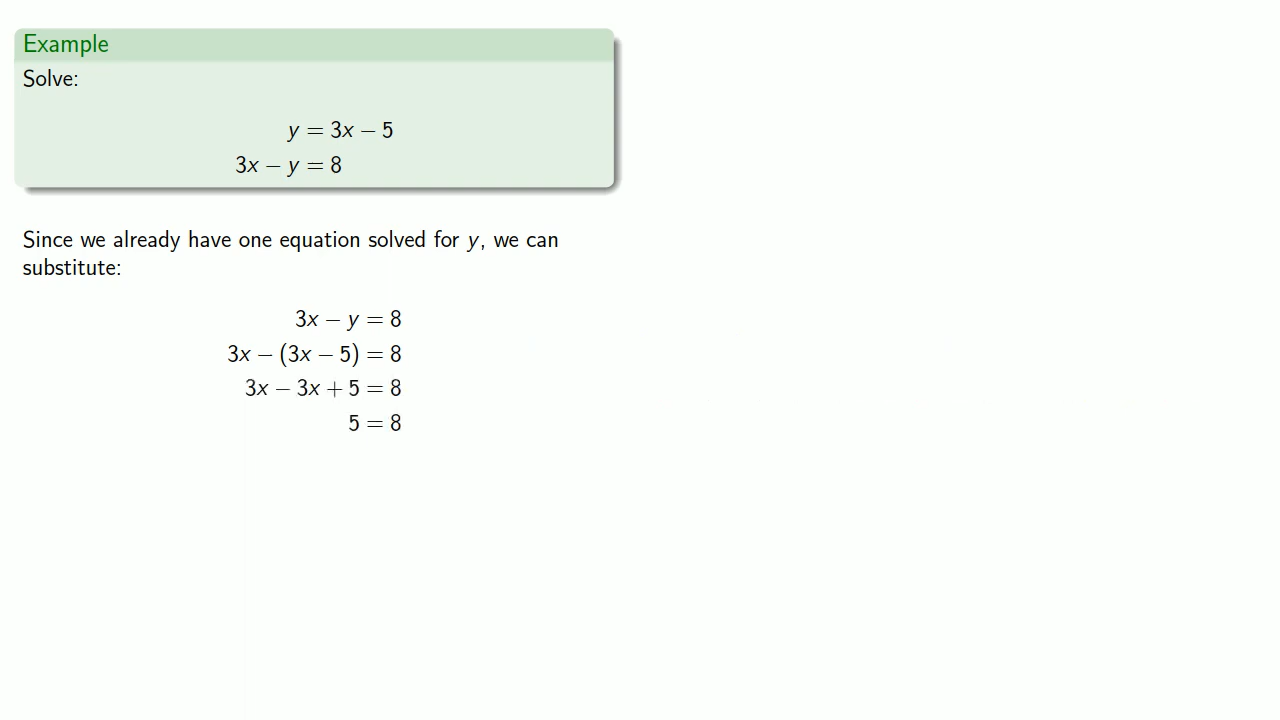 Example
Solve:
y = 3x − 5
3x − y = 8
Since we already have one equation solved for y, we can
substitute:
3x − y = 8
3x − (3x − 5) = 8
3x − 3x + 5 = 8
5 = 8